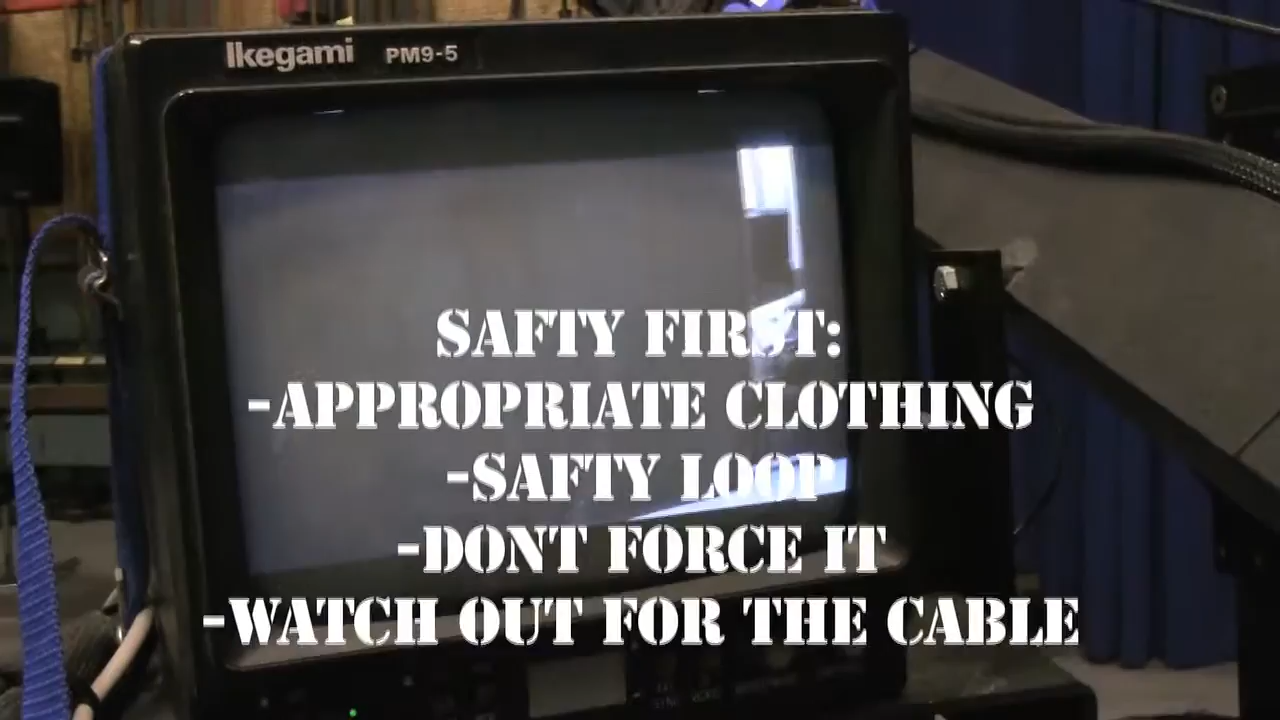 Ikegami PM9-5
SAFTY FIRST:
-APPROPRIATE CLOTHING
-SAFTY LOOP
-DONT FORCE IT
-WATCH OUT FOR THE CABLE